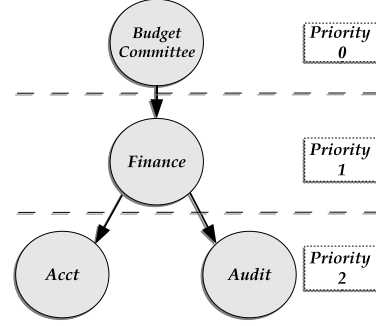 Budget
Committee
Priority
0
Finance
Priority
1
Acct
Audit
Priority
2